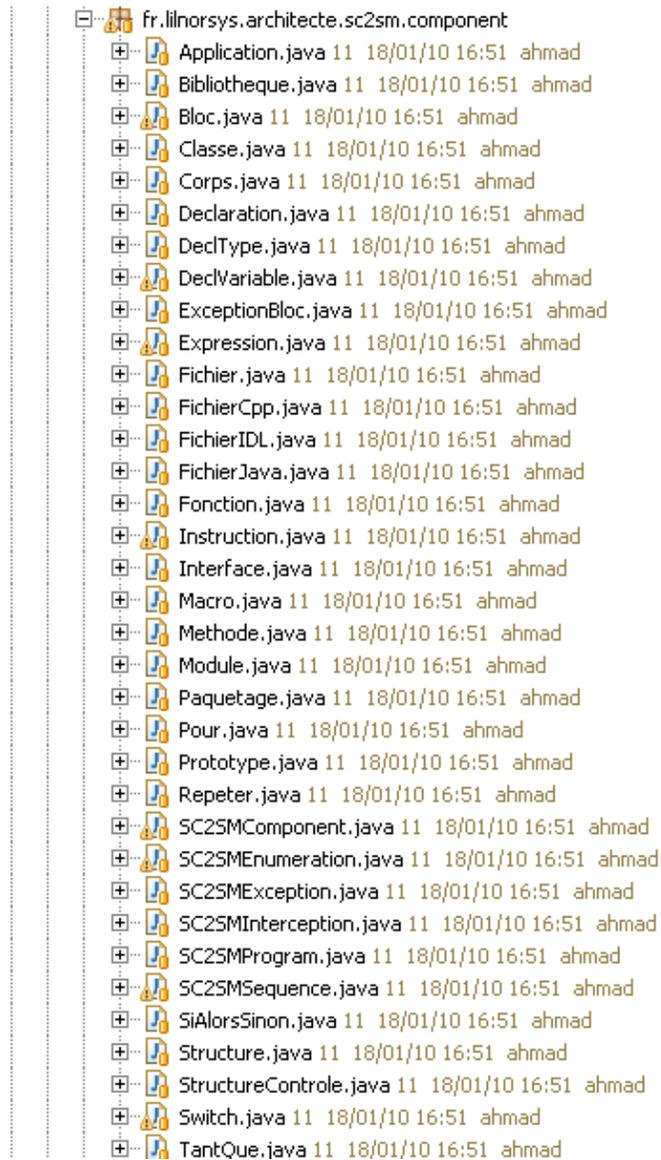 fr.lilnorsys.architecte.sc2sm.component
Application.java 11 18/01/10 16:51 ahmad
Bibliotheque.java 11 18/01/10 16:51 ahmad
Bloc.java 11 18/01/10 16:51 ahmad
Classe.java 11 18/01/10 16:51 ahmad
Corps.java 11 18/01/10 16:51 ahmad
Declaration.java 11 18/01/10 16:51 ahmad
DeclType.java 11 18/01/10 16:51 ahmad
DeclVariable.java 11 18/01/10 16:51 ahmad
ExceptionBloc.java 11 18/01/10 16:51 ahmad
Expression.java 11 18/01/10 16:51 ahmad
Fichier.java 11 18/01/10 16:51 ahmad
FichierCpp.java 11 18/01/10 16:51 ahmad
FichierIDL.java 11 18/01/10 16:51 ahmad
FichierJava.java 11 18/01/10 16:51 ahmad
Fonction.java 11 18/01/10 16:51 ahmad
Instruction.java 11 18/01/10 16:51 ahmad
Interface.java 11 18/01/10 16:51 ahmad
Macro.java 11 18/01/10 16:51 ahmad
Methode.java 11 18/01/10 16:51 ahmad
Module.java 11 18/01/10 16:51 ahmad
Paquetage.java 11 18/01/10 16:51 ahmad
Pour.java 11 18/01/10 16:51 ahmad
Prototype.java 11 18/01/10 16:51 ahmad
Repeter.java 11 18/01/10 16:51 ahmad
SC2SMComponent.java 11 18/01/10 16:51 ahmad
SC2SMEnumeration.java 11 18/01/10 16:51 ahmad
SC2SMException.java 11 18/01/10 16:51 ahmad
SC2SMInterception.java 11 18/01/10 16:51 ahmad
SC2SMProgram.java 11 18/01/10 16:51 ahmad
SC2SMSequence.java 11 18/01/10 16:51 ahmad
SiAlorsSinon.java 11 18/01/10 16:51 ahmad
Structure.java 11 18/01/10 16:51 ahmad
StructureControle.java 11 18/01/10 16:51 ahmad
Switch.java 11 18/01/10 16:51 ahmad
TantQue.java 11 18/01/10 16:51 ahmad